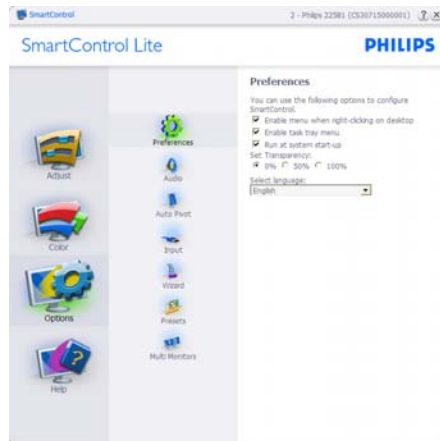 SmartControl
2 - Philips 225B1 (CS30715000001)
SmartControl Lite
PHILIPS
Adjust
Color
Options
Help
Preferences
Audio
Auto Pivot
Input
Wizard
Presets
Multi Monitors
Preferences
You can use the following options to configure
SmartControl.
Enable menu when right-clicking on desktop
Enable task tray menu
Run at system start-up
Set Transparency:
0% 50% 100%
Select language:
English